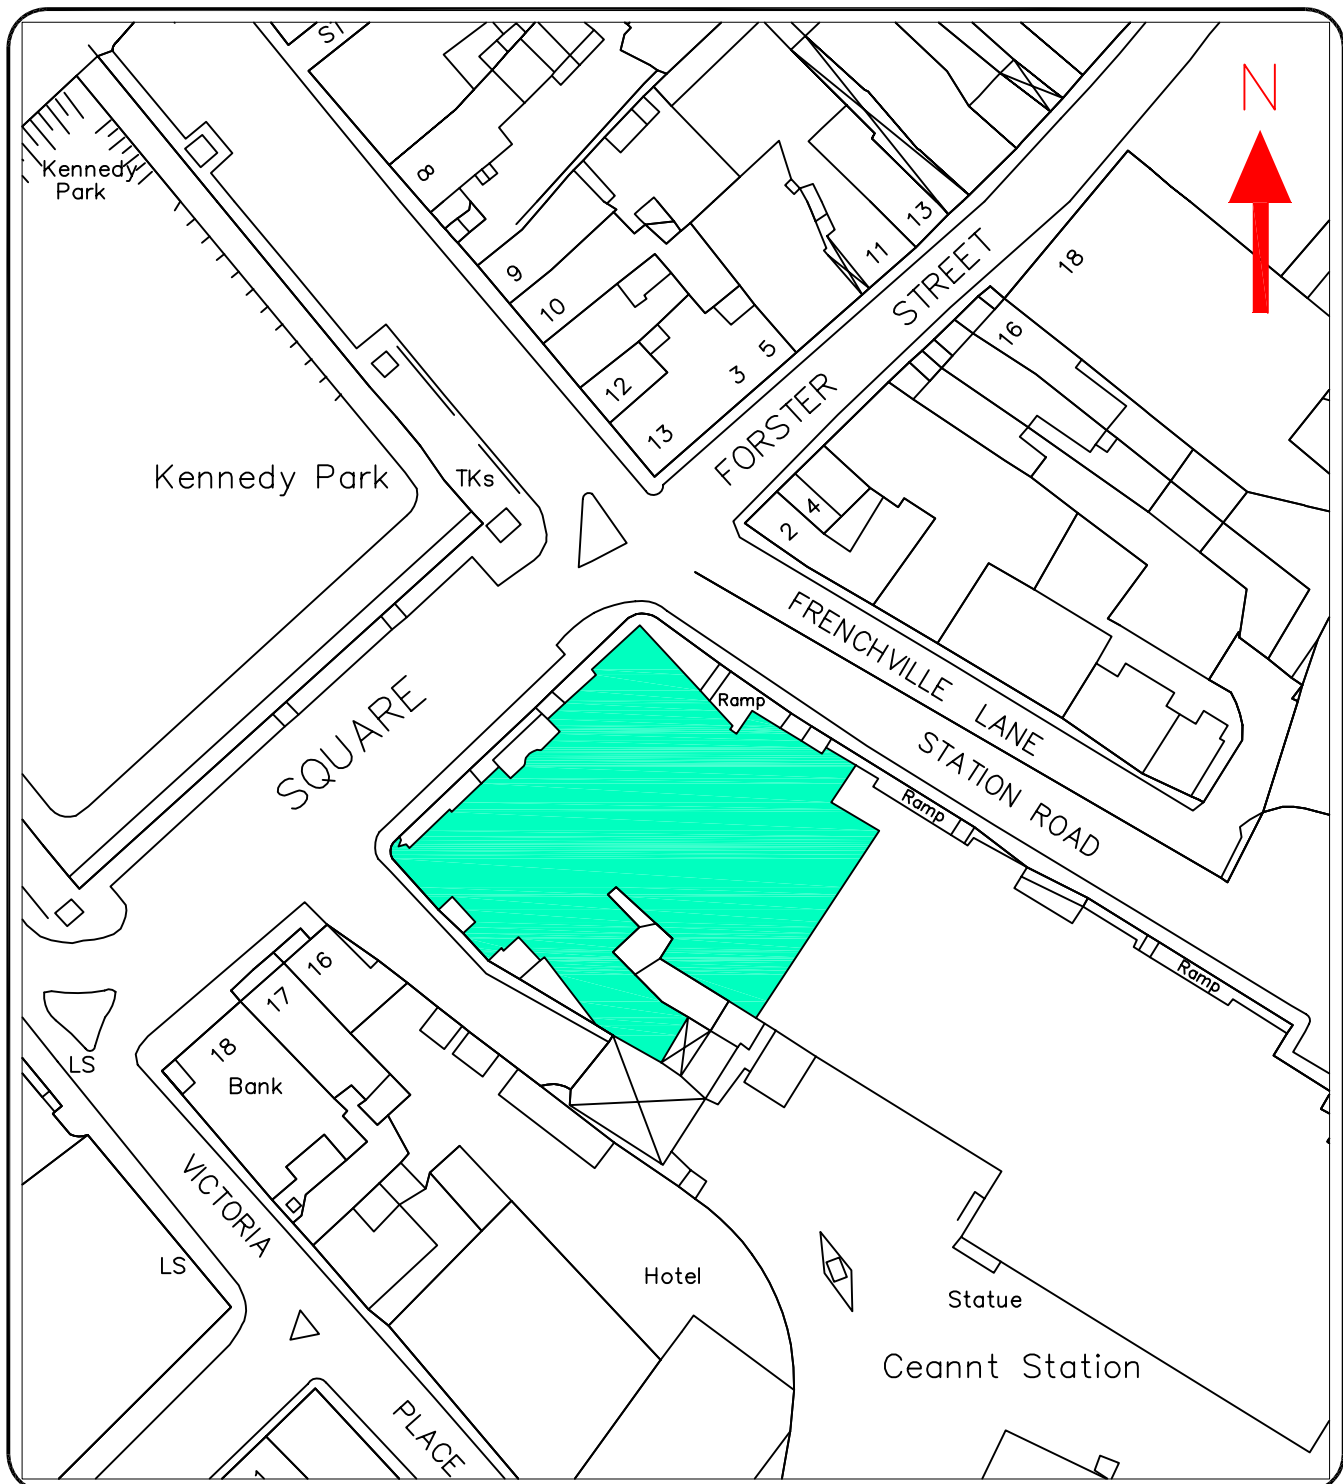 ST
N
Kennedy
Park
8
13
11
18
9
STREET
10
16
5
3
12
FORSTER
13
Kennedy Park
TKs
4
2
FRENCHVILLE LANE
SQUARE
Ramp
STATION ROAD
Ramp
16
Ramp
17
18
LS
Bank
VICTORIA
LS
Hotel
Statue
Ceannt Station
PLACE
1